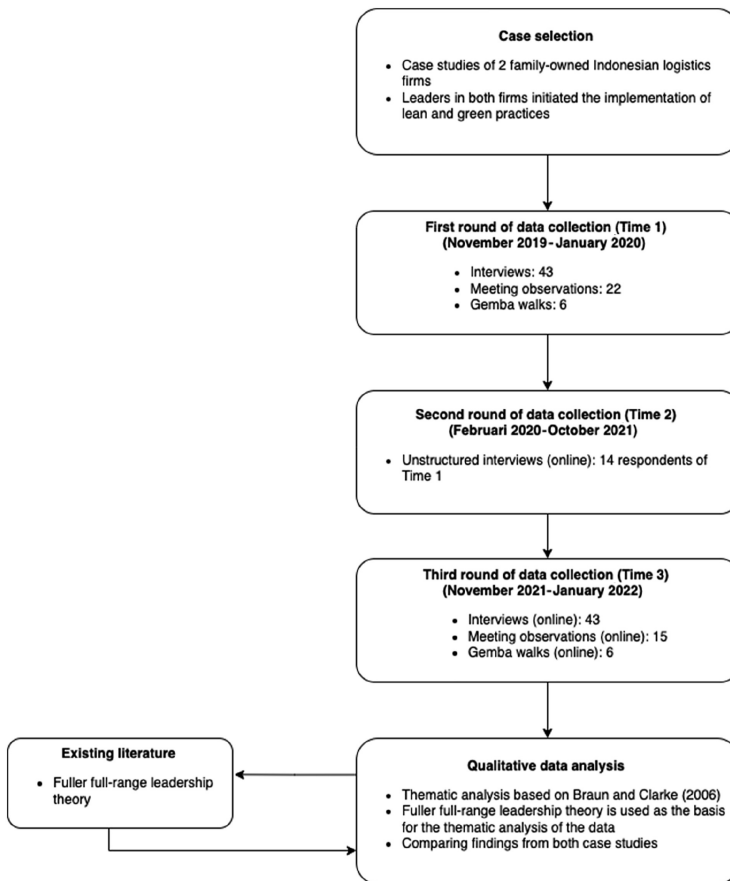 Case selection
• Case studies of 2 family-owned Indonesian logistics
firms
• Leaders in both firms initiated the implementation of
lean and green practices
First round of data collection (Time 1)
(November 2019-January 2020)
• Interviews: 43
• Meeting observations: 22
• Gemba walks: 6
Second round of data collection (Time 2)
(Februari 2020-October 2021)
• Unstructured interviews (online): 14 respondents of
Time 1
Third round of data collection (Time 3)
(November 2021-January 2022)
• Interviews (online): 43
• Meeting observations (online): 15
• Gemba walks (online): 6
Existing literature
• Fuller full-range leadership
theory
Qualitative data analysis
• Thematic analysis based on Braun and Clarke (2006)
• Fuller full-range leadership theory is used as the basis
for the thematic analysis of the data
• Comparing findings from both case studies